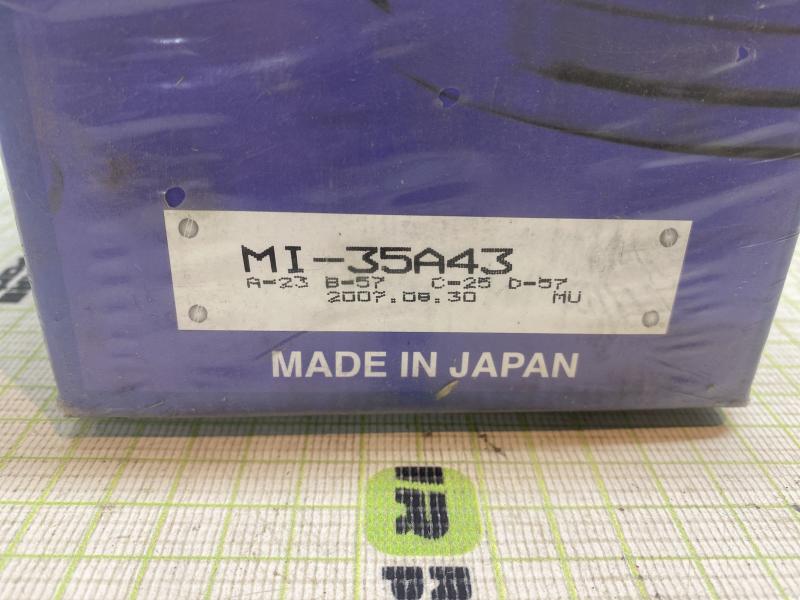 MI-35A43
A-23 B-57 C-25 D-57
2007.08.30 MU
MADE IN JAPAN